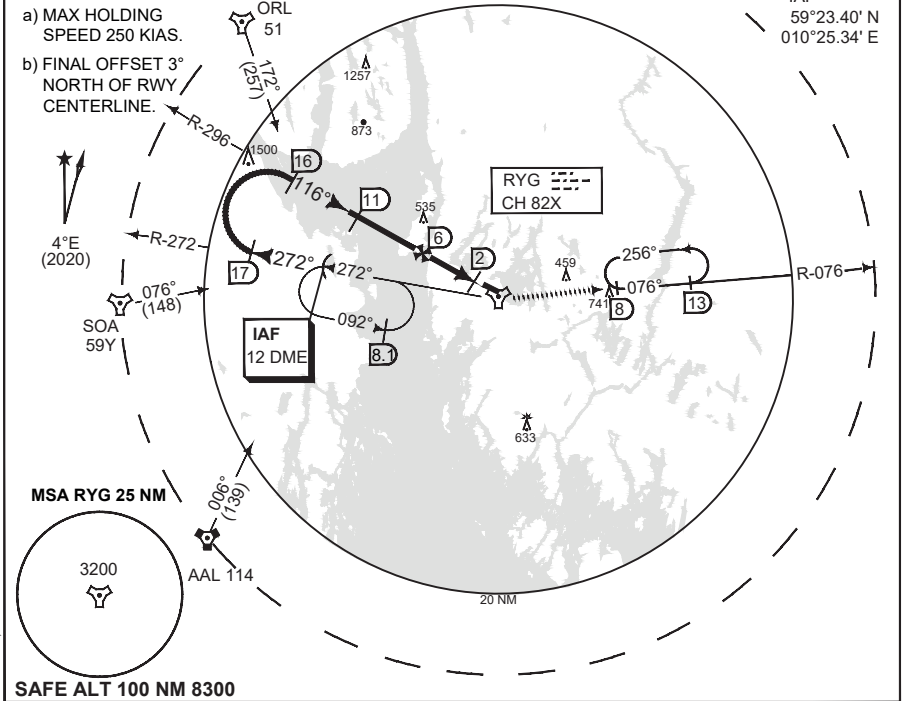 a) MAX HOLDING
SPEED 250 KIAS.
b) FINAL OFFSET 3°
NORTH OF RWY
CENTERLINE.
ORL
51
172°
(257)
59°23.40' N
010°25.34' E
1257
873
R-296
1500
16
116°
11
535
6
2
RYG
CH 82X
4°E
(2020)
R-272
17
272°
272°
459
256°
076°
741
8
13
R-076
SOA
59Y
076°
(148)
IAF
12 DME
092°
8.1
633
006°
(139)
MSA RYG 25 NM
3200
AAL 114
20 NM
SAFE ALT 100 NM 8300